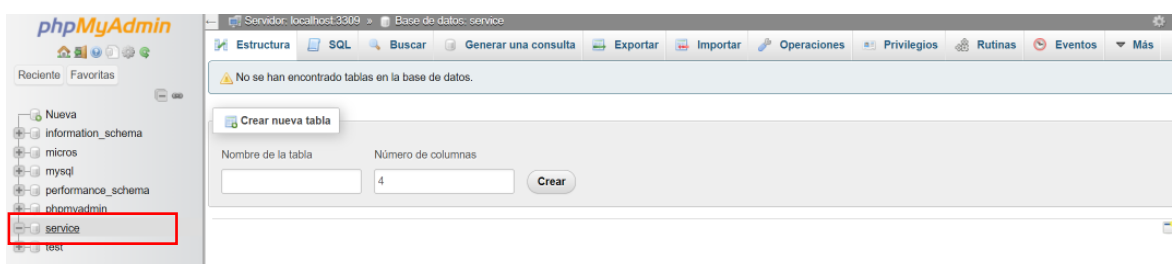 phpMyAdmin
Reciente Favoritas
Nueva
information_schema
micros
mysql
performance_schema
phpmyadmin
service
test
Servidor: localhost:3309 » Base de datos: service
Estructura SQL Buscar Generar una consulta Exportar Importar Operaciones Privilegios Rutinas Eventos Más
No se han encontrado tablas en la base de datos.
Crear nueva tabla
Nombre de la tabla Número de columnas
4 Crear